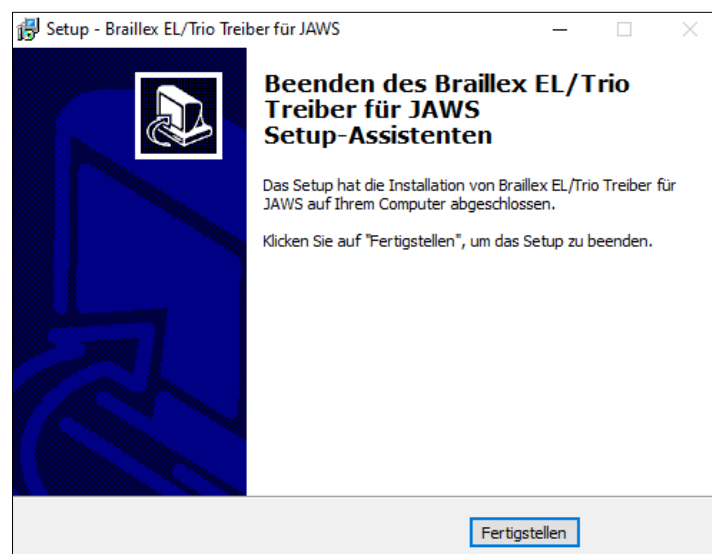 Setup - Braillex EL/Trio Treiber für JAWS
Beenden des Braillex EL/Trio
Treiber für JAWS
Setup-Assistenten
Das Setup hat die Installation von Braillex EL/Trio Treiber für
JAWS auf Ihrem Computer abgeschlossen.
Klicken Sie auf "Fertigstellen", um das Setup zu beenden.
Fertigstellen